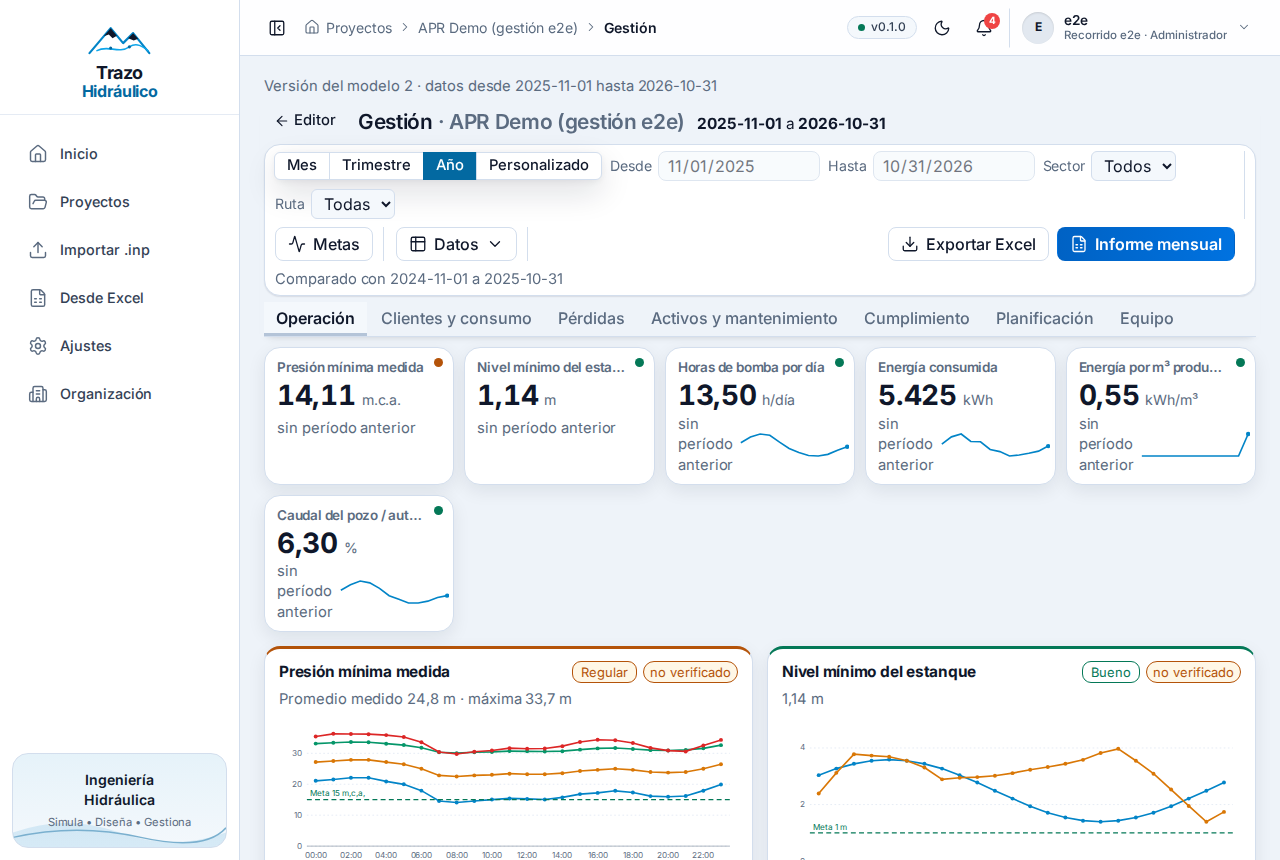 Trazo
Hidráulico
Inicio
Proyectos
Importar .inp
Desde Excel
Ajustes
Organización
Ingeniería
Hidráulica
Simula • Diseña • Gestiona
Proyectos > APR Demo (gestión e2e) > Gestión
v0.1.0
4
E
e2e
Recorrido e2e · Administrador
Versión del modelo 2 · datos desde 2025-11-01 hasta 2026-10-31
← Editor
Gestión · APR Demo (gestión e2e)
2025-11-01 a 2026-10-31
Mes Trimestre Año Personalizado
Desde 11/01/2025 Hasta 10/31/2026 Sector Todos
Ruta Todas
Metas Datos
Exportar Excel Informe mensual
Comparado con 2024-11-01 a 2025-10-31
Operación Clientes y consumo Pérdidas Activos y mantenimiento Cumplimiento Planificación Equipo
Presión mínima medida
14,11 m.c.a.
sin período anterior
Nivel mínimo del esta...
1,14 m
sin período anterior
Horas de bomba por día
13,50 h/día
sin
período
anterior
Energía consumida
5.425 kWh
sin
período
anterior
Energía por m³ produ...
0,55 kWh/m³
sin
período
anterior
Caudal del pozo / aut...
6,30 %
sin
período
anterior
Presión mínima medida
Regular no verificado
Promedio medido 24,8 m · máxima 33,7 m
30
20
Meta 15 m.c.a.
10
0
00:00 02:00 04:00 06:00 08:00 10:00 12:00 14:00 16:00 18:00 20:00 22:00
Nivel mínimo del estanque
Bueno no verificado
1,14 m
4
2
Meta 1 m